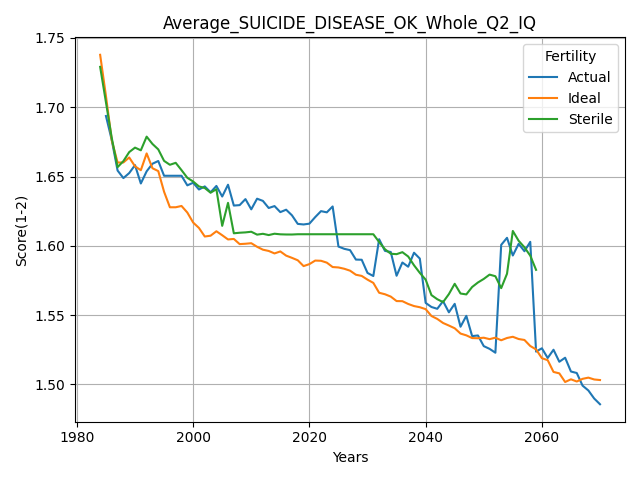 Average_SUICIDE_DISEASE_OK_Whole_Q2_IQ
Fertility
Actual
Ideal
Sterile
Score(1-2)
1.75
1.70
1.65
1.60
1.55
1.50
1980
2000
2020
2040
2060
Years